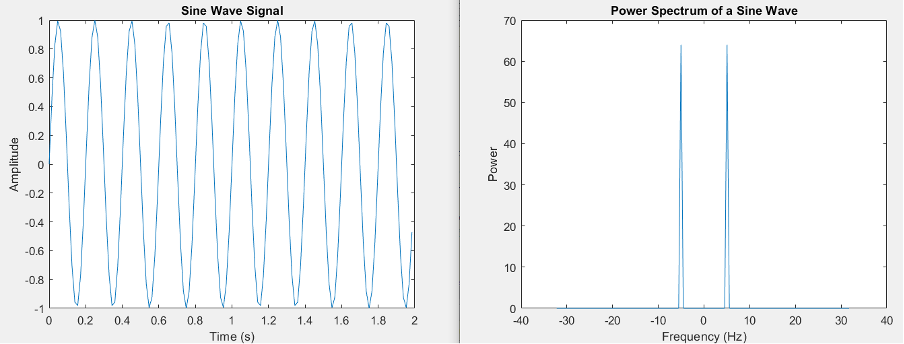 Sine Wave Signal
1
0.8
0.6
0.4
0.2
0
-0.2
-0.4
-0.6
-0.8
-1
Amplitude
0 0.2 0.4 0.6 0.8 1 1.2 1.4 1.6 1.8 2
Time (s)
Power Spectrum of a Sine Wave
70
60
50
40
30
20
10
0
Power
-40 -30 -20 -10 0 10 20 30 40
Frequency (Hz)